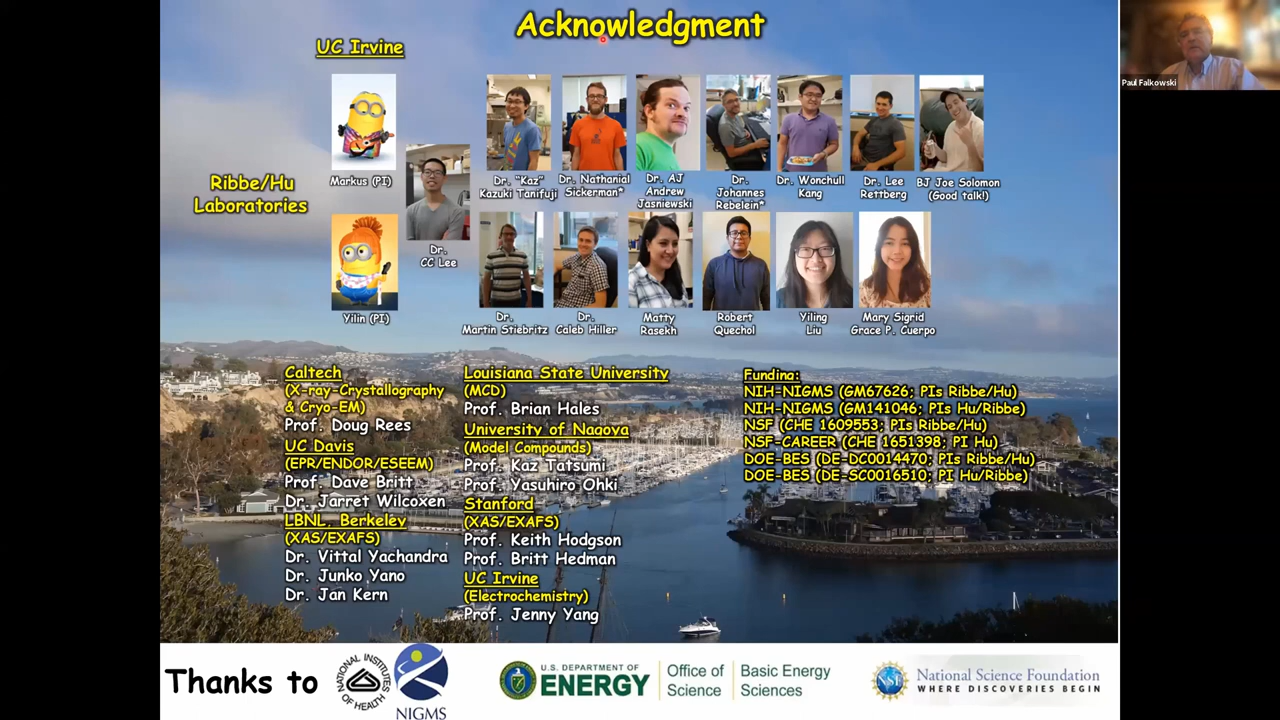 Acknowledgment
UC Irvine
Paul Falkowski
Ribbe/Hu
Laboratories
Markus (PI)
Dr.
CC Lee
Yilin (PI)
Dr. "Kaz"
Kazuki Tanifuji
Dr. Nathanial
Sickerman*
Dr. AJ
Andrew
Jasniewski
Dr.
Johannes
Rebelein*
Dr. Wonchull
Kang
Dr. Lee
Rettberg
BJ Joe Solomon
(Good talk!)
Dr.
Martin Stiebritz
Dr.
Caleb Hiller
Matty
Rasekh
Robert
Quechol
Yiling
Liu
Mary Sigrid
Grace P. Cuerpo
Caltech
(X-ray-Crystallography
& Cryo-EM)
Prof. Doug Rees
UC Davis
(EPR/ENDOR/ESEEM)
Prof. Dave Britt
Dr. Jarret Wilcoxen
LBNL, Berkeley
(XAS/EXAFS)
Dr. Vittal Yachandra
Dr. Junko Yano
Dr. Jan Kern
Louisiana State University
(MCD)
Prof. Brian Hales
University of Nagoya
(Model Compounds)
Prof. Kaz Tatsumi
Prof. Yasuhiro Ohki
Stanford
(XAS/EXAFS)
Prof. Keith Hodgson
Prof. Britt Hedman
UC Irvine
(Electrochemistry)
Prof. Jenny Yang
Funding:
NIH-NIGMS (GM67626; PIs Ribbe/Hu)
NIH-NIGMS (GM141046; PIs Hu/Ribbe)
NSF (CHE 1609553; PIs Ribbe/Hu)
NSF-CAREER (CHE 1651398; PI Hu)
DOE-BES (DE-DC0014470; PIs Ribbe/Hu)
DOE-BES (DE-SC0016510; PI Hu/Ribbe)
Thanks to
NATIONAL INSTITUTES
OF HEALTH
NIGMS
U.S. DEPARTMENT OF
ENERGY
Office of
Science
Basic Energy
Sciences
NSF
National Science Foundation
WHERE DISCOVERIES BEGIN